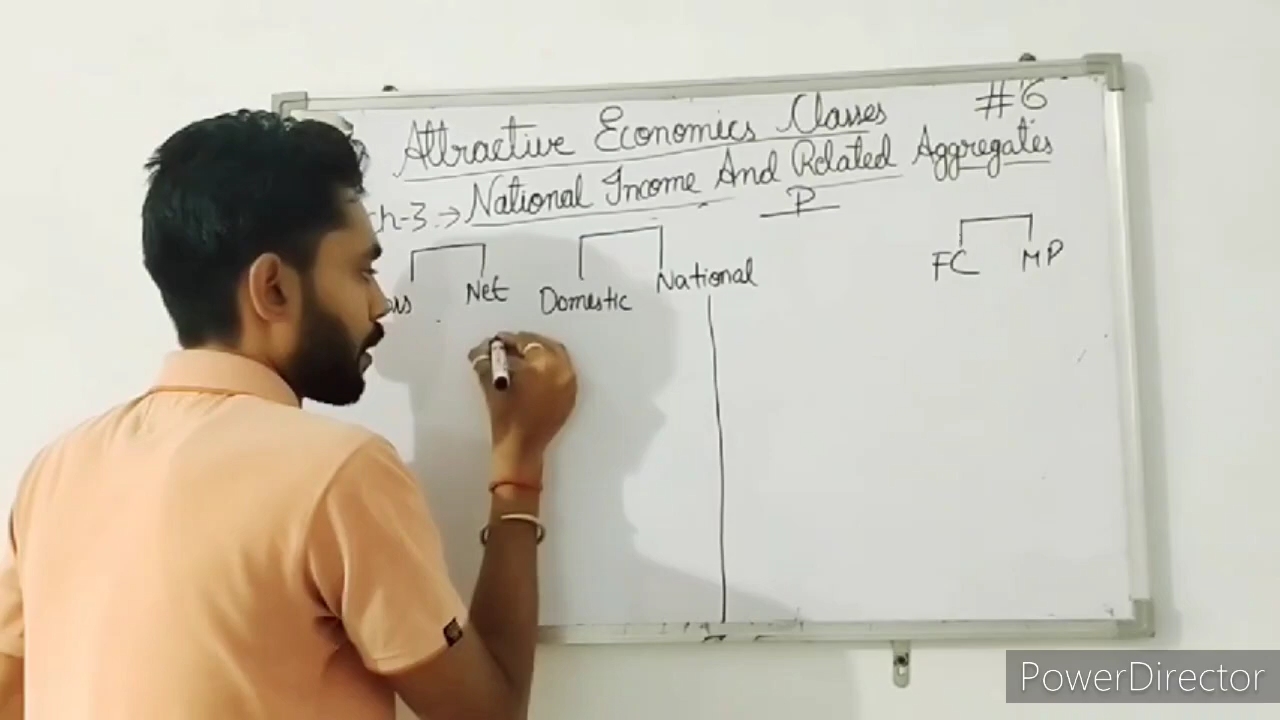 Attractive Economics Classes #6
ch-3 → National Income And Related Aggregates
P
Net Domestic National FC MP
PowerDirector